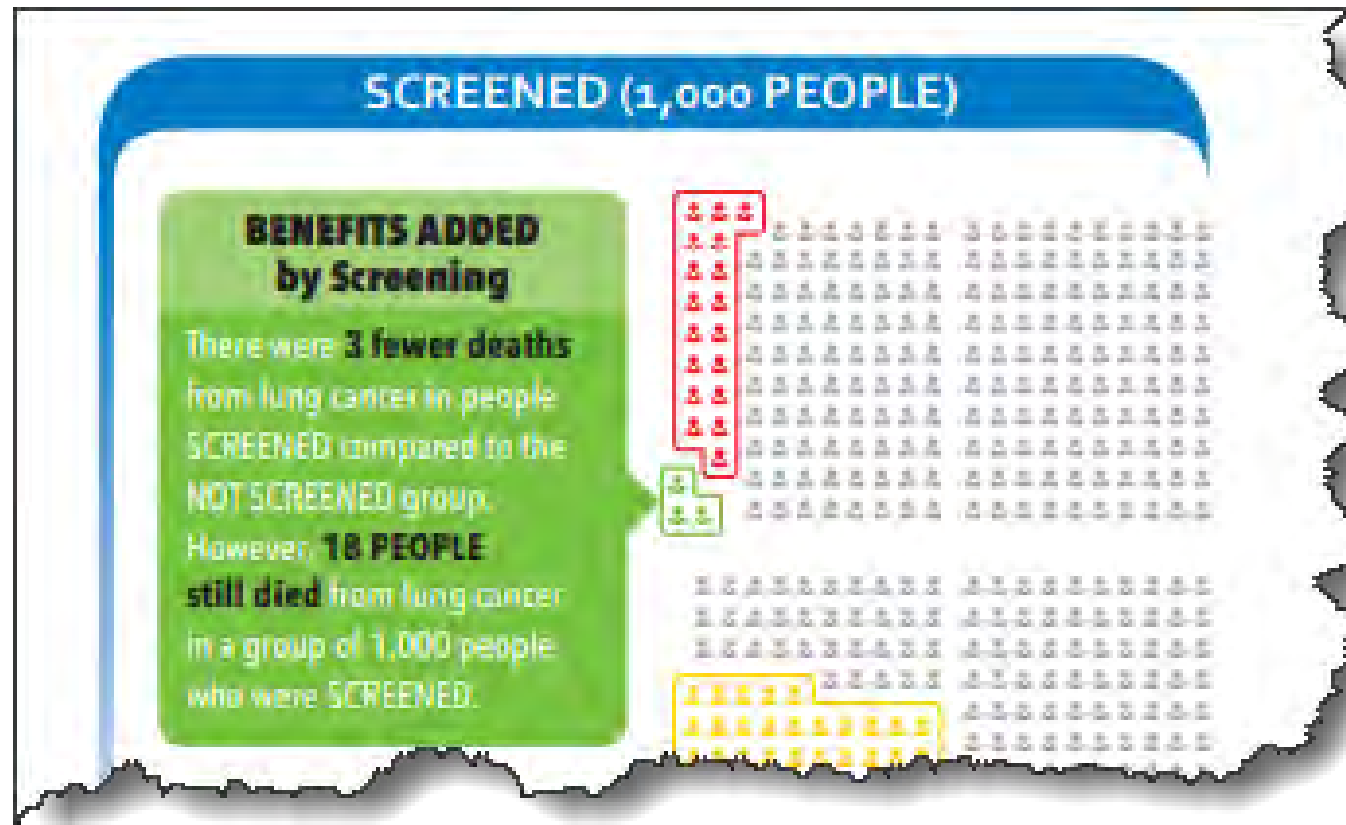 SCREENED (1,000 PEOPLE)
BENEFITS ADDED
by Screening
There were 3 fewer deaths
from lung cancer in people
SCREENED compared to the
NOT SCREENED group.
However, 18 PEOPLE
still died from lung cancer
in a group of 1,000 people
who were SCREENED.